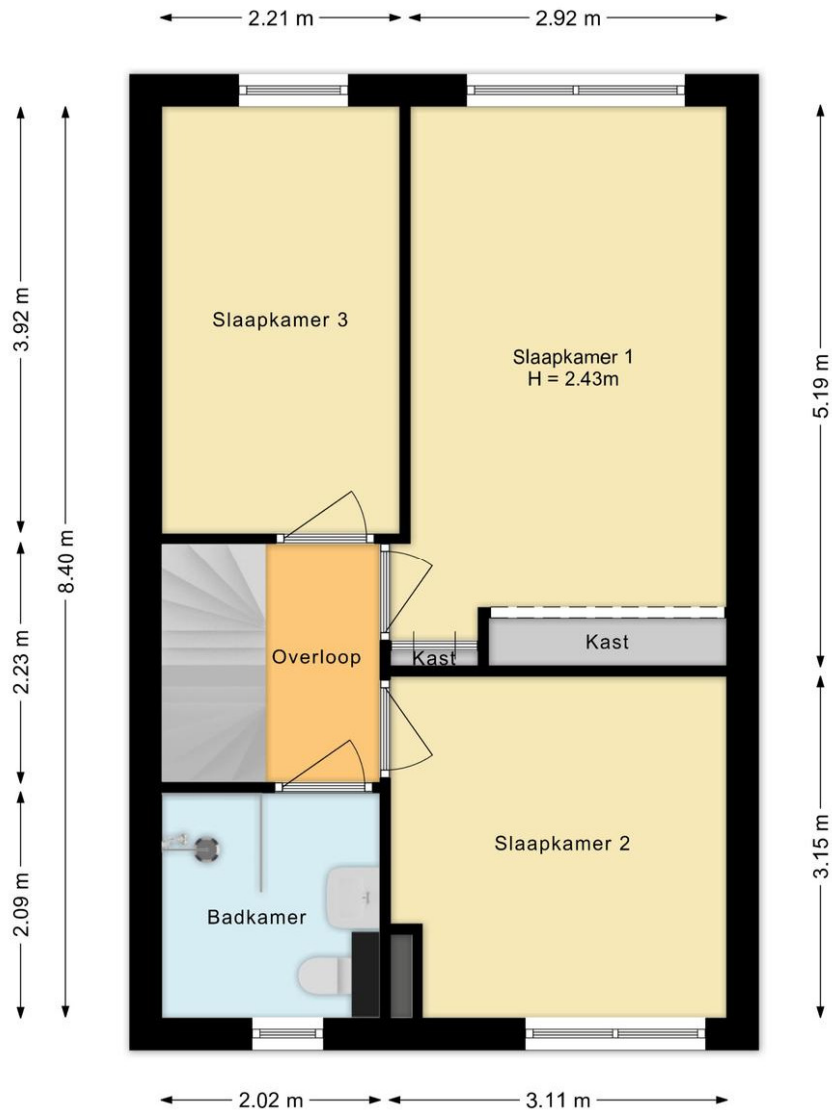 2.21 m
2.92 m
3.92 m
8.40 m
5.19 m
Slaapkamer 3
Slaapkamer 1
H = 2.43m
2.23 m
Overloop
Kast
Kast
2.09 m
3.15 m
Slaapkamer 2
Badkamer
2.02 m
3.11 m